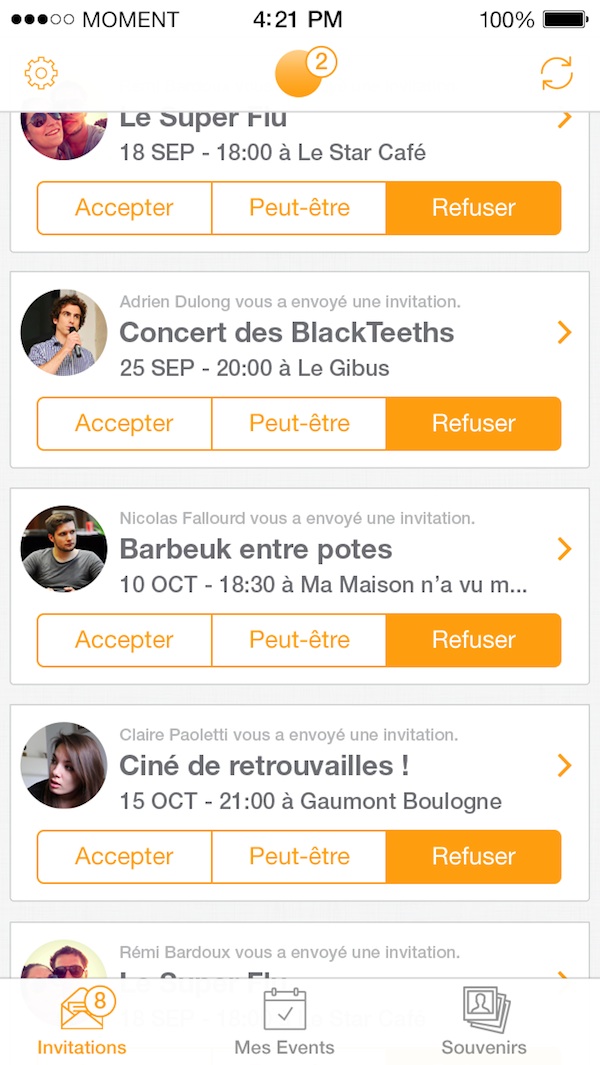 MOMENT 4:21 PM 100%
2
Le Super Flu
18 SEP - 18:00 à Le Star Café
Accepter Peut-être Refuser
Adrien Dulong vous a envoyé une invitation.
Concert des BlackTeeths
25 SEP - 20:00 à Le Gibus
Accepter Peut-être Refuser
Nicolas Fallourd vous a envoyé une invitation.
Barbeuk entre potes
10 OCT - 18:30 à Ma Maison n’a vu m...
Accepter Peut-être Refuser
Claire Paoletti vous a envoyé une invitation.
Ciné de retrouvailles !
15 OCT - 21:00 à Gaumont Boulogne
Accepter Peut-être Refuser
Rémi Bardoux vous a envoyé une invitation.
Le Super Flu
18 SEP - 18:00 à Le Star Café
8
Invitations Mes Events Souvenirs